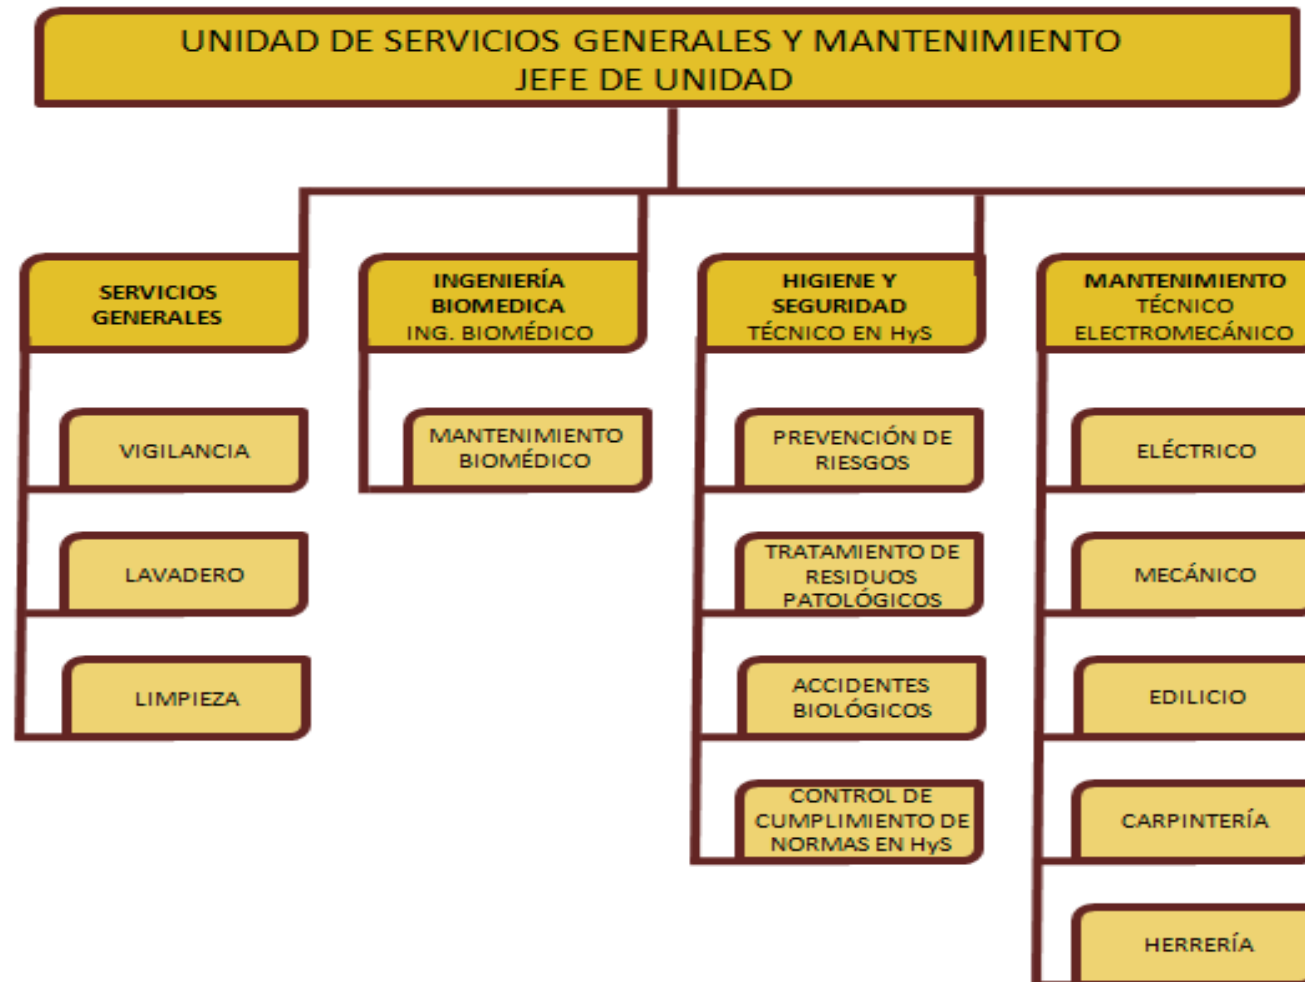 UNIDAD DE SERVICIOS GENERALES Y MANTENIMIENTO
JEFE DE UNIDAD
SERVICIOS
GENERALES
VIGILANCIA
LAVADERO
LIMPIEZA
INGENIERÍA
BIOMEDICA
ING. BIOMÉDICO
MANTENIMIENTO
BIOMÉDICO
HIGIENE Y
SEGURIDAD
TÉCNICO EN HyS
PREVENCIÓN DE
RIESGOS
TRATAMIENTO DE
RESIDUOS
PATOLÓGICOS
ACCIDENTES
BIOLÓGICOS
CONTROL DE
CUMPLIMIENTO DE
NORMAS EN HyS
MANTENIMIENTO
TÉCNICO
ELECTROMECÁNICO
ELÉCTRICO
MECÁNICO
EDILICIO
CARPINTERÍA
HERRERÍA